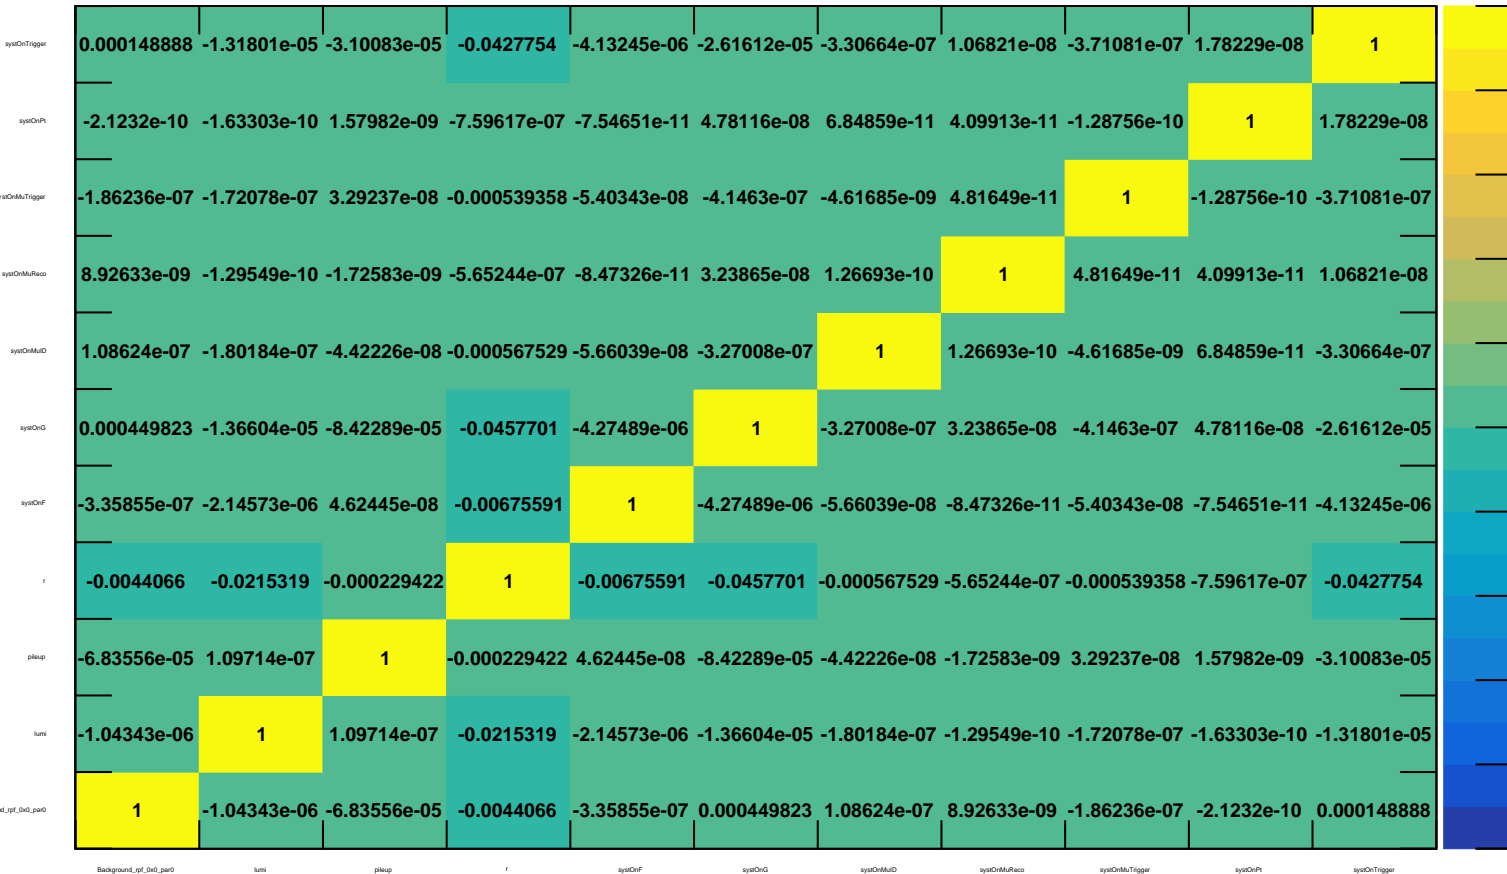 systOnTrigger 0.000148888 -1.31801e-05 -3.10083e-05 -0.0427754 -4.13245e-06 -2.61612e-05 -3.30664e-07 1.06821e-08 -3.71081e-07 1.78229e-08 1
systOnPt -2.1232e-10 -1.63303e-10 1.57982e-09 -7.59617e-07 -7.54651e-11 4.78116e-08 6.84859e-11 4.09913e-11 -1.28756e-10 1 1.78229e-08
stOnMuTrigger -1.86236e-07 -1.72078e-07 3.29237e-08 -0.000539358 -5.40343e-08 -4.1463e-07 -4.61685e-09 4.81649e-11 1 -1.28756e-10 -3.71081e-07
systOnMuReco 8.92633e-09 -1.29549e-10 -1.72583e-09 -5.65244e-07 -8.47326e-11 3.23865e-08 1.26693e-10 1 4.81649e-11 4.09913e-11 1.06821e-08
systOnMuID 1.08624e-07 -1.80184e-07 -4.42226e-08 -0.000567529 -5.66039e-08 -3.27008e-07 1 1.26693e-10 -4.61685e-09 6.84859e-11 -3.30664e-07
systOnG 0.000449823 -1.36604e-05 -8.42289e-05 -0.0457701 -4.27489e-06 1 -3.27008e-07 3.23865e-08 -4.1463e-07 4.78116e-08 -2.61612e-05
systOnF -3.35855e-07 -2.14573e-06 4.62445e-08 -0.00675591 1 -4.27489e-06 -5.66039e-08 -8.47326e-11 -5.40343e-08 -7.54651e-11 -4.13245e-06
r -0.0044066 -0.0215319 -0.000229422 1 -0.00675591 -0.0457701 -0.000567529 -5.65244e-07 -0.000539358 -7.59617e-07 -0.0427754
pileup -6.83556e-05 1.09714e-07 1 -0.000229422 4.62445e-08 -8.42289e-05 -4.42226e-08 -1.72583e-09 3.29237e-08 1.57982e-09 -3.10083e-05
lumi -1.04343e-06 1 1.09714e-07 -0.0215319 -2.14573e-06 -1.36604e-05 -1.80184e-07 -1.29549e-10 -1.72078e-07 -1.63303e-10 -1.31801e-05
d_rpf_0x0_par0 1 -1.04343e-06 -6.83556e-05 -0.0044066 -3.35855e-07 0.000449823 1.08624e-07 8.92633e-09 -1.86236e-07 -2.1232e-10 0.000148888
Background_rpf_0x0_par0 lumi pileup r systOnF systOnG systOnMuID systOnMuReco systOnMuTrigger systOnPt systOnTrigger